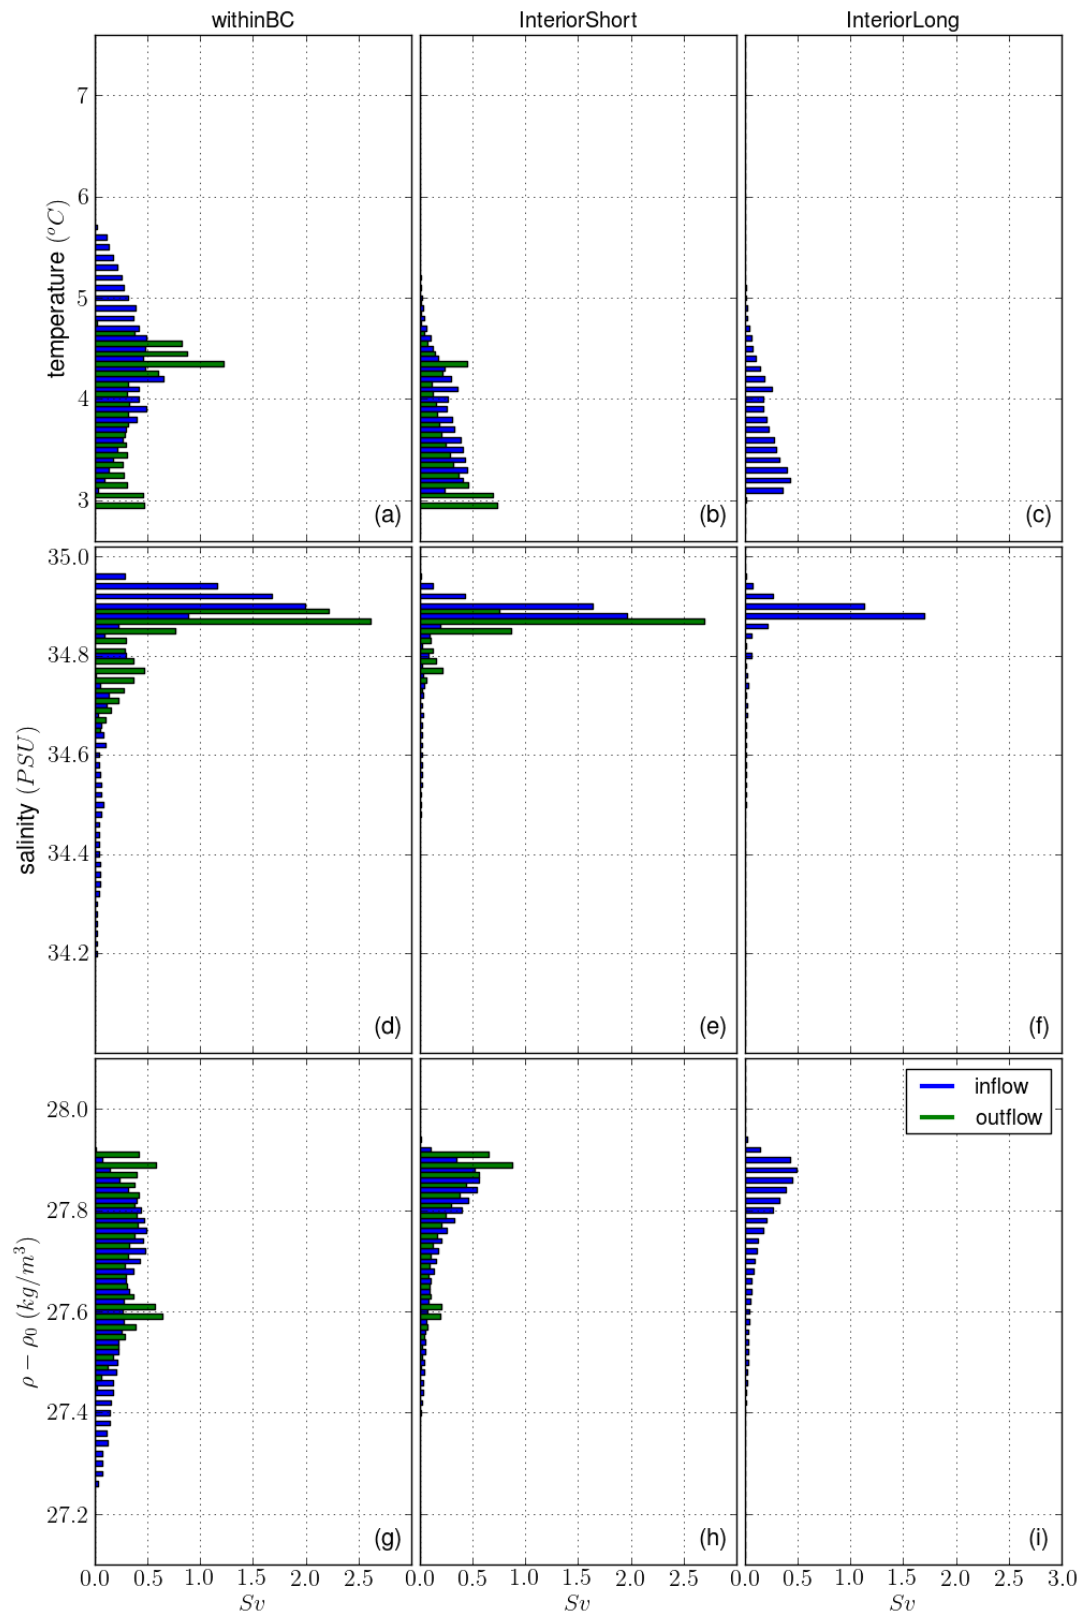 withinBC InteriorShort InteriorLong
temperature (°C)
7
6
5
4
3
(a) (b) (c)
salinity (PSU)
35.0
34.8
34.6
34.4
34.2
(d) (e) (f)
ρ − ρ0 (kg/m3)
28.0
27.8
27.6
27.4
27.2
inflow
outflow
(g) (h) (i)
0.0 0.5 1.0 1.5 2.0 2.5 0.0 0.5 1.0 1.5 2.0 2.5 0.0 0.5 1.0 1.5 2.0 2.5 3.0
Sv Sv Sv